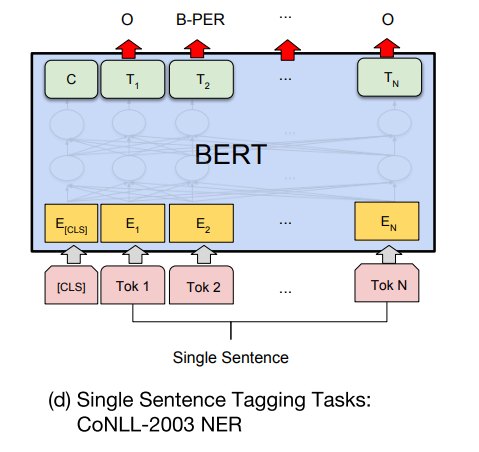 O B-PER ... O
C T1 T2 ... TN
...
BERT
...
E[CLS] E1 E2 ... EN
[CLS] Tok 1 Tok 2 ... Tok N
Single Sentence
(d) Single Sentence Tagging Tasks:
CoNLL-2003 NER